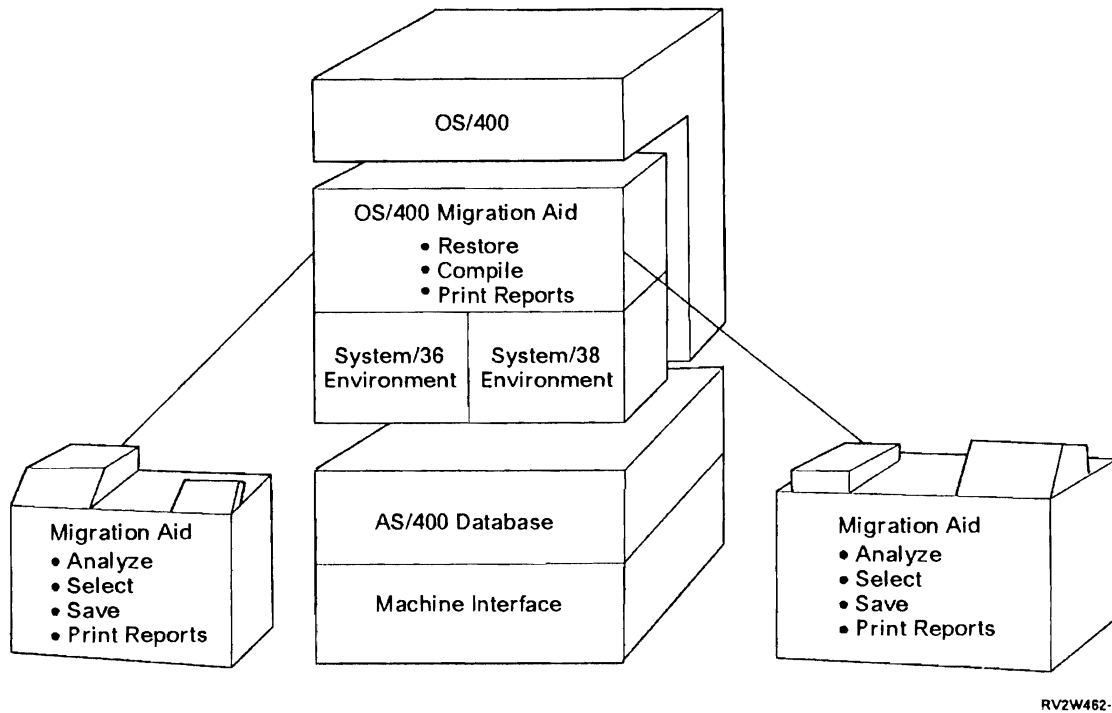 OS/400
OS/400 Migration Aid
• Restore
• Compile
• Print Reports
System/36
Environment
System/38
Environment
AS/400 Database
Machine Interface
Migration Aid
• Analyze
• Select
• Save
• Print Reports
Migration Aid
• Analyze
• Select
• Save
• Print Reports
RV2W462-